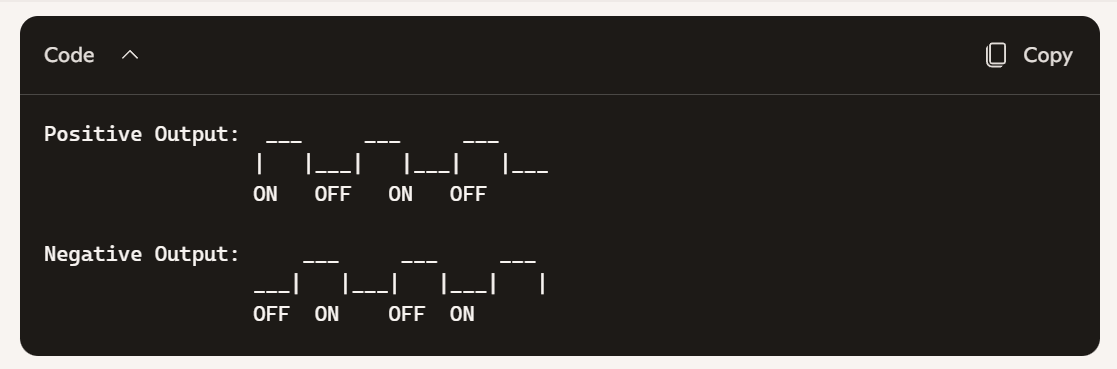 Code
Copy
Positive Output:  ___     ___     ___
                 |   |___|   |___|   |___
                 ON   OFF   ON   OFF
Negative Output:     ___     ___     ___
                 ___|   |___|   |___|   |
                 OFF  ON    OFF  ON